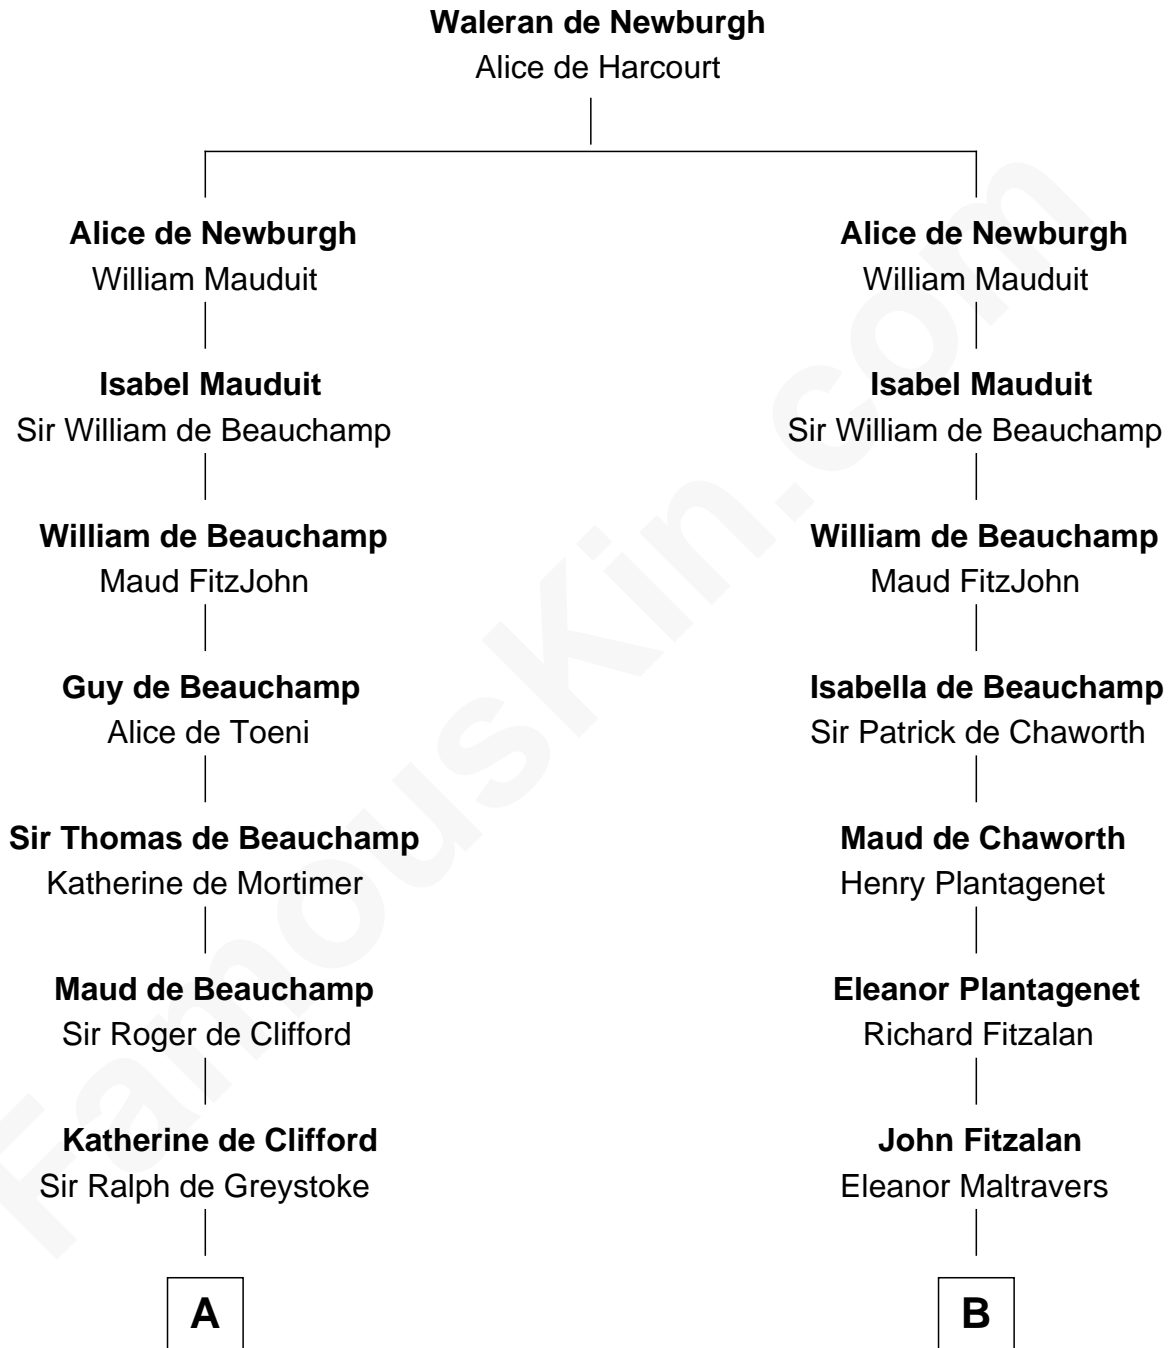 Waleran de Newburgh
Alice de Harcourt
Alice de Newburgh
William Mauduit
Alice de Newburgh
William Mauduit
Isabel Mauduit
Sir William de Beauchamp
Isabel Mauduit
Sir William de Beauchamp
William de Beauchamp
Maud FitzJohn
William de Beauchamp
Maud FitzJohn
Guy de Beauchamp
Alice de Toeni
Isabella de Beauchamp
Sir Patrick de Chaworth
Sir Thomas de Beauchamp
Katherine de Mortimer
Maud de Chaworth
Henry Plantagenet
Maud de Beauchamp
Sir Roger de Clifford
Eleanor Plantagenet
Richard Fitzalan
Katherine de Clifford
Sir Ralph de Greystoke
John Fitzalan
Eleanor Maltravers
A
B
FamousKin.com